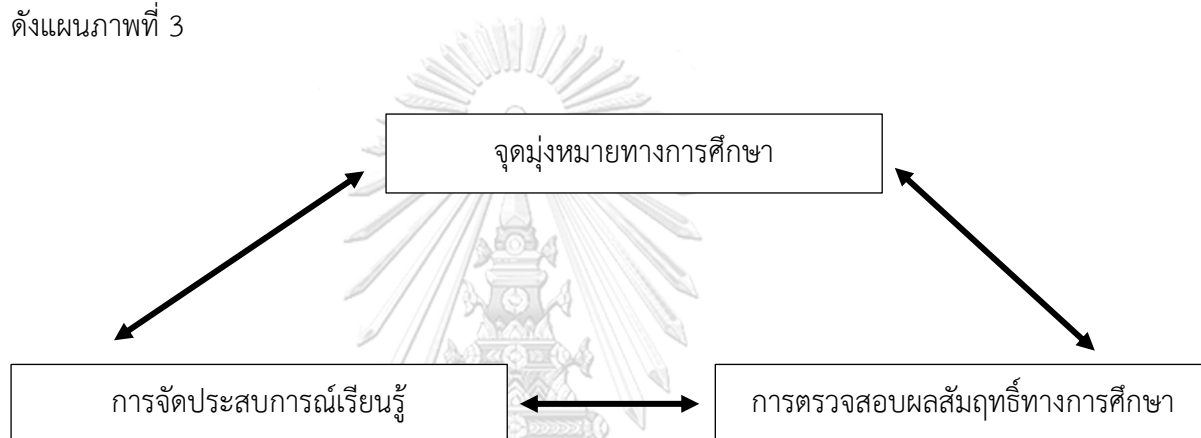 ดังแผนภาพที่ 3
จุดมุ่งหมายทางการศึกษา
การจัดประสบการณ์เรียนรู้
การตรวจสอบผลสัมฤทธิ์ทางการศึกษา